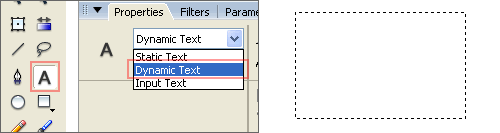 Properties Filters Parame
A
A Dynamic Text
Static Text
Dynamic Text
Input Text